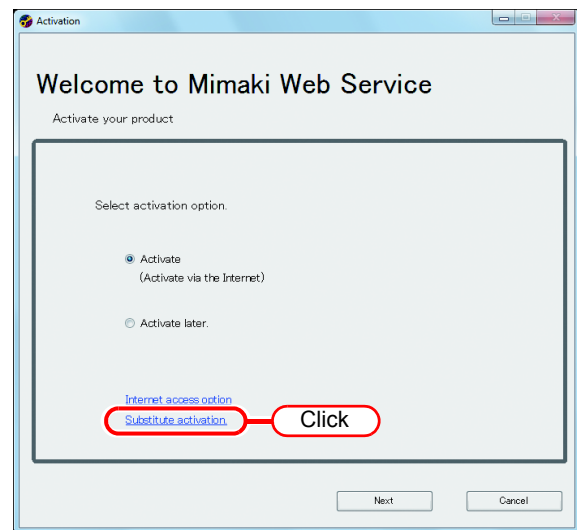 Activation
Welcome to Mimaki Web Service
Activate your product
Select activation option.
Activate
(Activate via the Internet)
Activate later.
Internet access option
Substitute activation.
Click
Next
Cancel